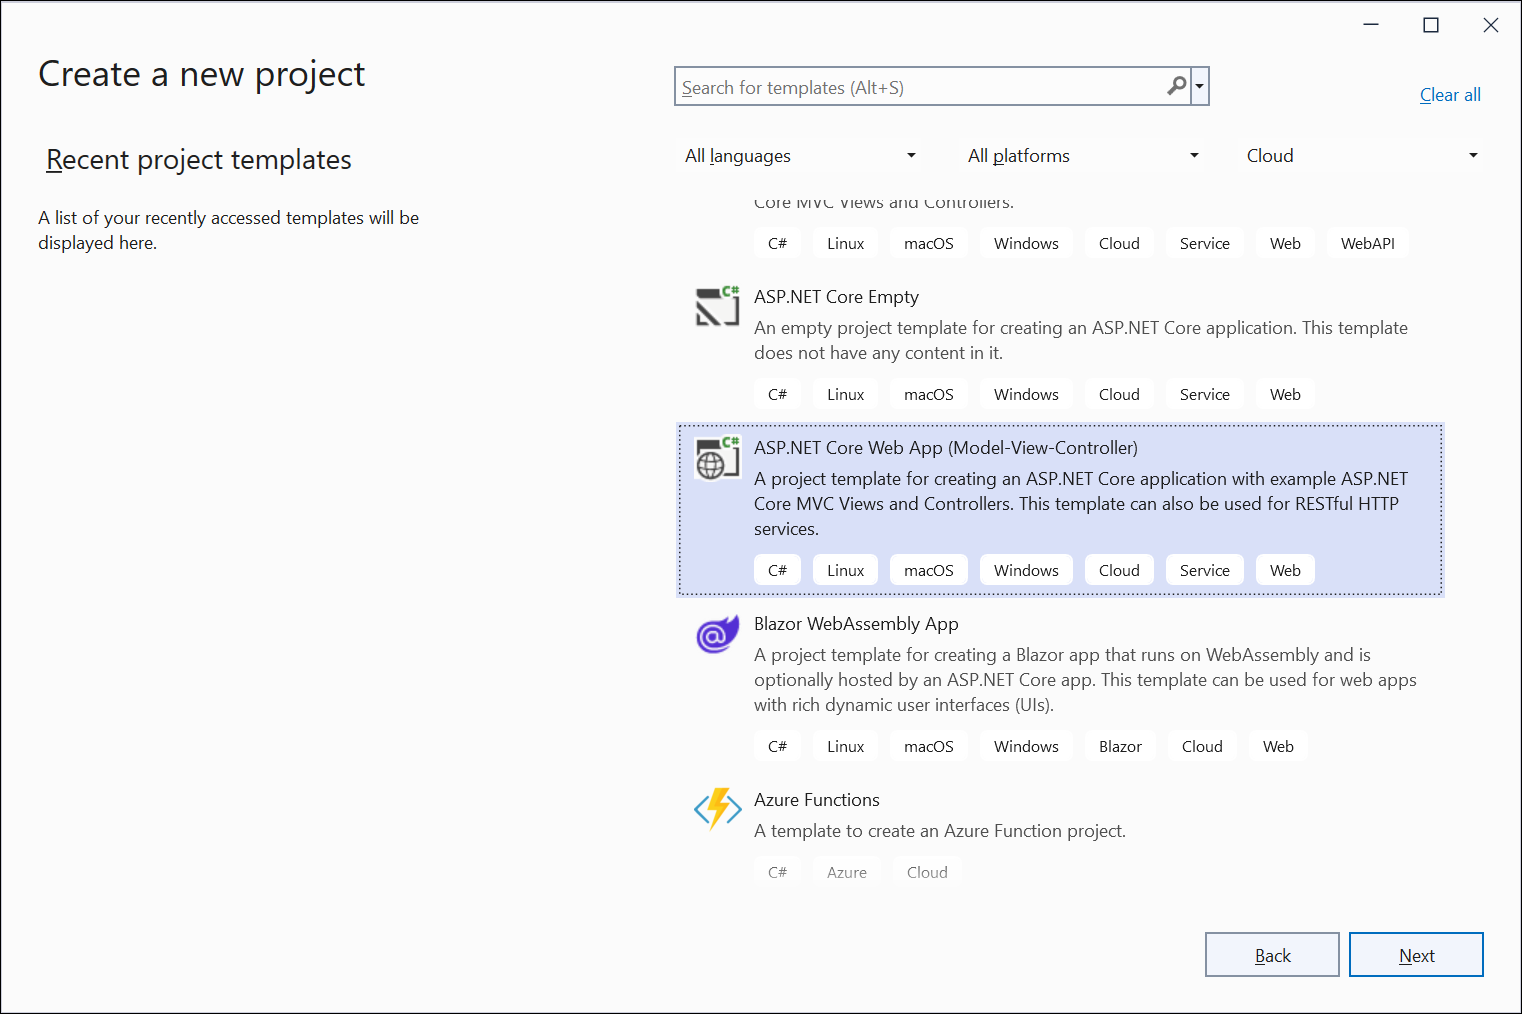 Create a new project
Search for templates (Alt+S)
Clear all
Recent project templates
All languages
All platforms
Cloud
A list of your recently accessed templates will be
displayed here.
Core MVC Views and Controllers.
C# Linux macOS Windows Cloud Service Web WebAPI
C#
ASP.NET Core Empty
An empty project template for creating an ASP.NET Core application. This template
does not have any content in it.
C# Linux macOS Windows Cloud Service Web
C#
ASP.NET Core Web App (Model-View-Controller)
A project template for creating an ASP.NET Core application with example ASP.NET
Core MVC Views and Controllers. This template can also be used for RESTful HTTP
services.
C# Linux macOS Windows Cloud Service Web
@
Blazor WebAssembly App
A project template for creating a Blazor app that runs on WebAssembly and is
optionally hosted by an ASP.NET Core app. This template can be used for web apps
with rich dynamic user interfaces (UIs).
C# Linux macOS Windows Blazor Cloud Web
Azure Functions
A template to create an Azure Function project.
C# Azure Cloud
Back
Next